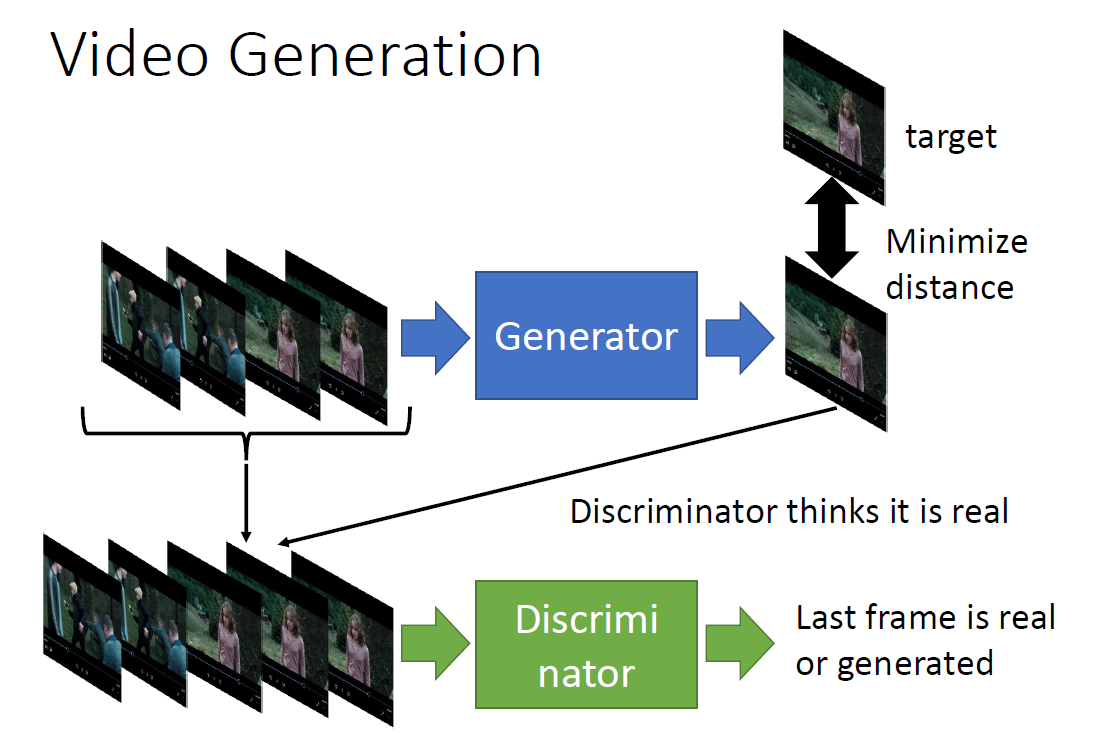 Video Generation
target
Minimize
distance
Generator
Discriminator thinks it is real
Discrimi
nator
Last frame is real
or generated